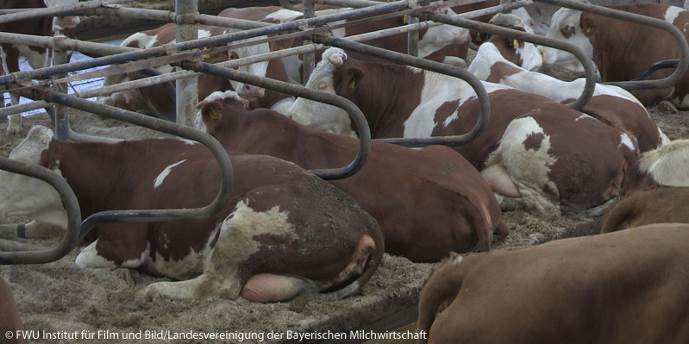 © FWU Institut für Film und Bild/Landesvereinigung der Bayerischen Milchwirtschaft